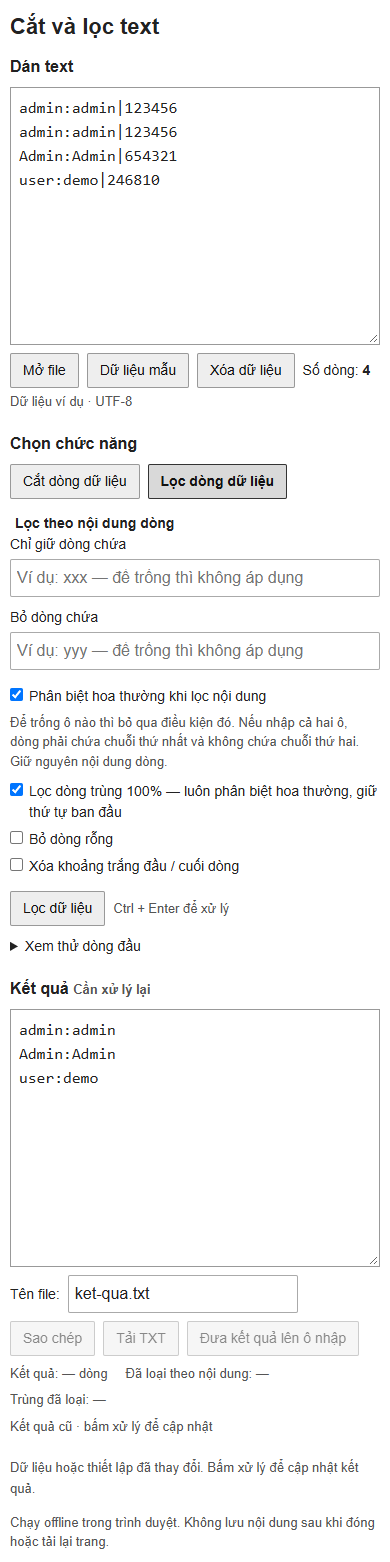 Cắt và lọc text
Dán text
admin:admin|123456
admin:admin|123456
Admin:Admin|654321
user:demo|246810
Mở file
Dữ liệu mẫu
Xóa dữ liệu
Số dòng: 4
Dữ liệu ví dụ · UTF-8
Chọn chức năng
Cắt dòng dữ liệu
Lọc dòng dữ liệu
Lọc theo nội dung dòng
Chỉ giữ dòng chứa
Ví dụ: xxx — để trống thì không áp dụng
Bỏ dòng chứa
Ví dụ: yyy — để trống thì không áp dụng
Phân biệt hoa thường khi lọc nội dung
Để trống ô nào thì bỏ qua điều kiện đó. Nếu nhập cả hai ô,
dòng phải chứa chuỗi thứ nhất và không chứa chuỗi thứ hai.
Giữ nguyên nội dung dòng.
Lọc dòng trùng 100% — luôn phân biệt hoa thường, giữ
thứ tự ban đầu
Bỏ dòng rỗng
Xóa khoảng trắng đầu / cuối dòng
Lọc dữ liệu
Ctrl + Enter để xử lý
Xem thử dòng đầu
Kết quả Cần xử lý lại
admin:admin
Admin:Admin
user:demo
Tên file: ket-qua.txt
Sao chép
Tải TXT
Đưa kết quả lên ô nhập
Kết quả: — dòng Đã loại theo nội dung: —
Trùng đã loại: —
Kết quả cũ · bấm xử lý để cập nhật
Dữ liệu hoặc thiết lập đã thay đổi. Bấm xử lý để cập nhật kết
quả.
Chạy offline trong trình duyệt. Không lưu nội dung sau khi đóng
hoặc tải lại trang.